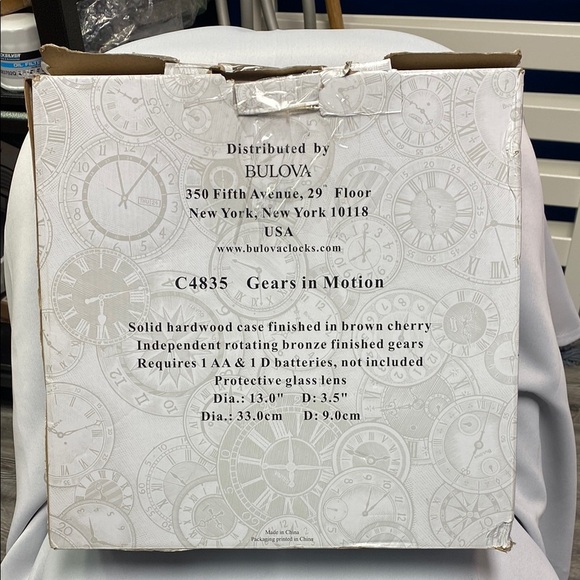 Distributed by
BULOVA
350 Fifth Avenue, 29" Floor
New York, New York 10118
USA
www.bulovaclocks.com
C4835 Gears in Motion
Solid hardwood case finished in brown cherry
Independent rotating bronze finished gears
Requires 1 AA & 1 D batteries, not included
Protective glass lens
Dia.: 13.0" D: 3.5"
Dia.: 33.0cm D: 9.0cm
Made in China
Packaging printed in China